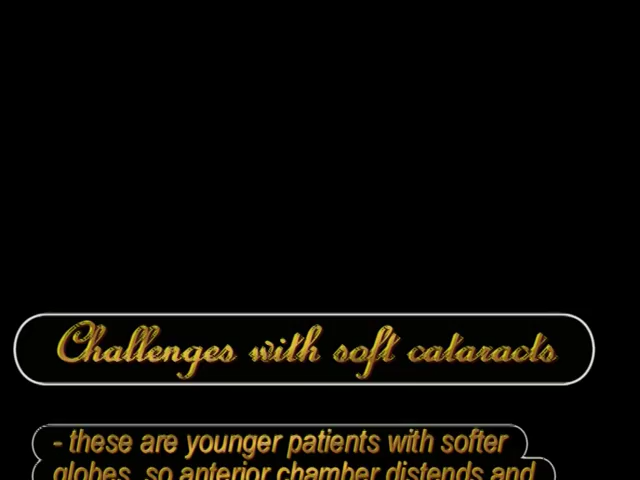 Challenges with soft cataracts
- these are younger patients with softer
globes, so anterior chamber distends and